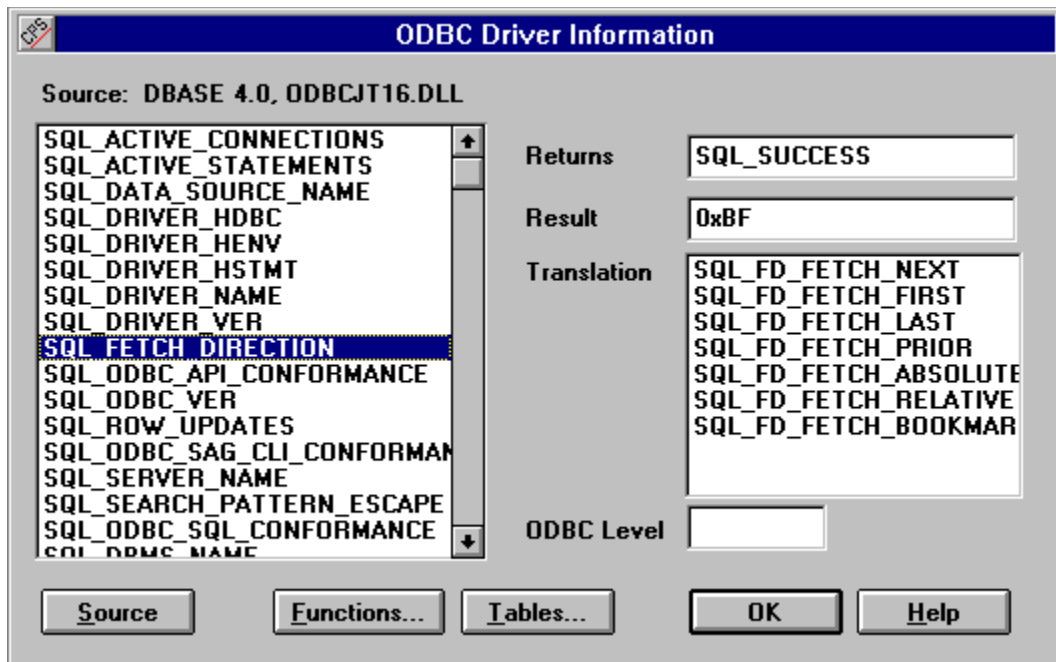 CPS
ODBC Driver Information
Source: DBASE 4.0, ODBCJT16.DLL
SQL_ACTIVE_CONNECTIONS
SQL_ACTIVE_STATEMENTS
SQL_DATA_SOURCE_NAME
SQL_DRIVER_HDBC
SQL_DRIVER_HENV
SQL_DRIVER_HSTMT
SQL_DRIVER_NAME
SQL_DRIVER_VER
SQL_FETCH_DIRECTION
SQL_ODBC_API_CONFORMANCE
SQL_ODBC_VER
SQL_ROW_UPDATES
SQL_ODBC_SAG_CLI_CONFORMAN
SQL_SERVER_NAME
SQL_SEARCH_PATTERN_ESCAPE
SQL_ODBC_SQL_CONFORMANCE
SQL_DBMS_NAME
Returns
SQL_SUCCESS
Result
0xBF
Translation
SQL_FD_FETCH_NEXT
SQL_FD_FETCH_FIRST
SQL_FD_FETCH_LAST
SQL_FD_FETCH_PRIOR
SQL_FD_FETCH_ABSOLUTE
SQL_FD_FETCH_RELATIVE
SQL_FD_FETCH_BOOKMAR
ODBC Level
Source
Functions...
Tables...
OK
Help